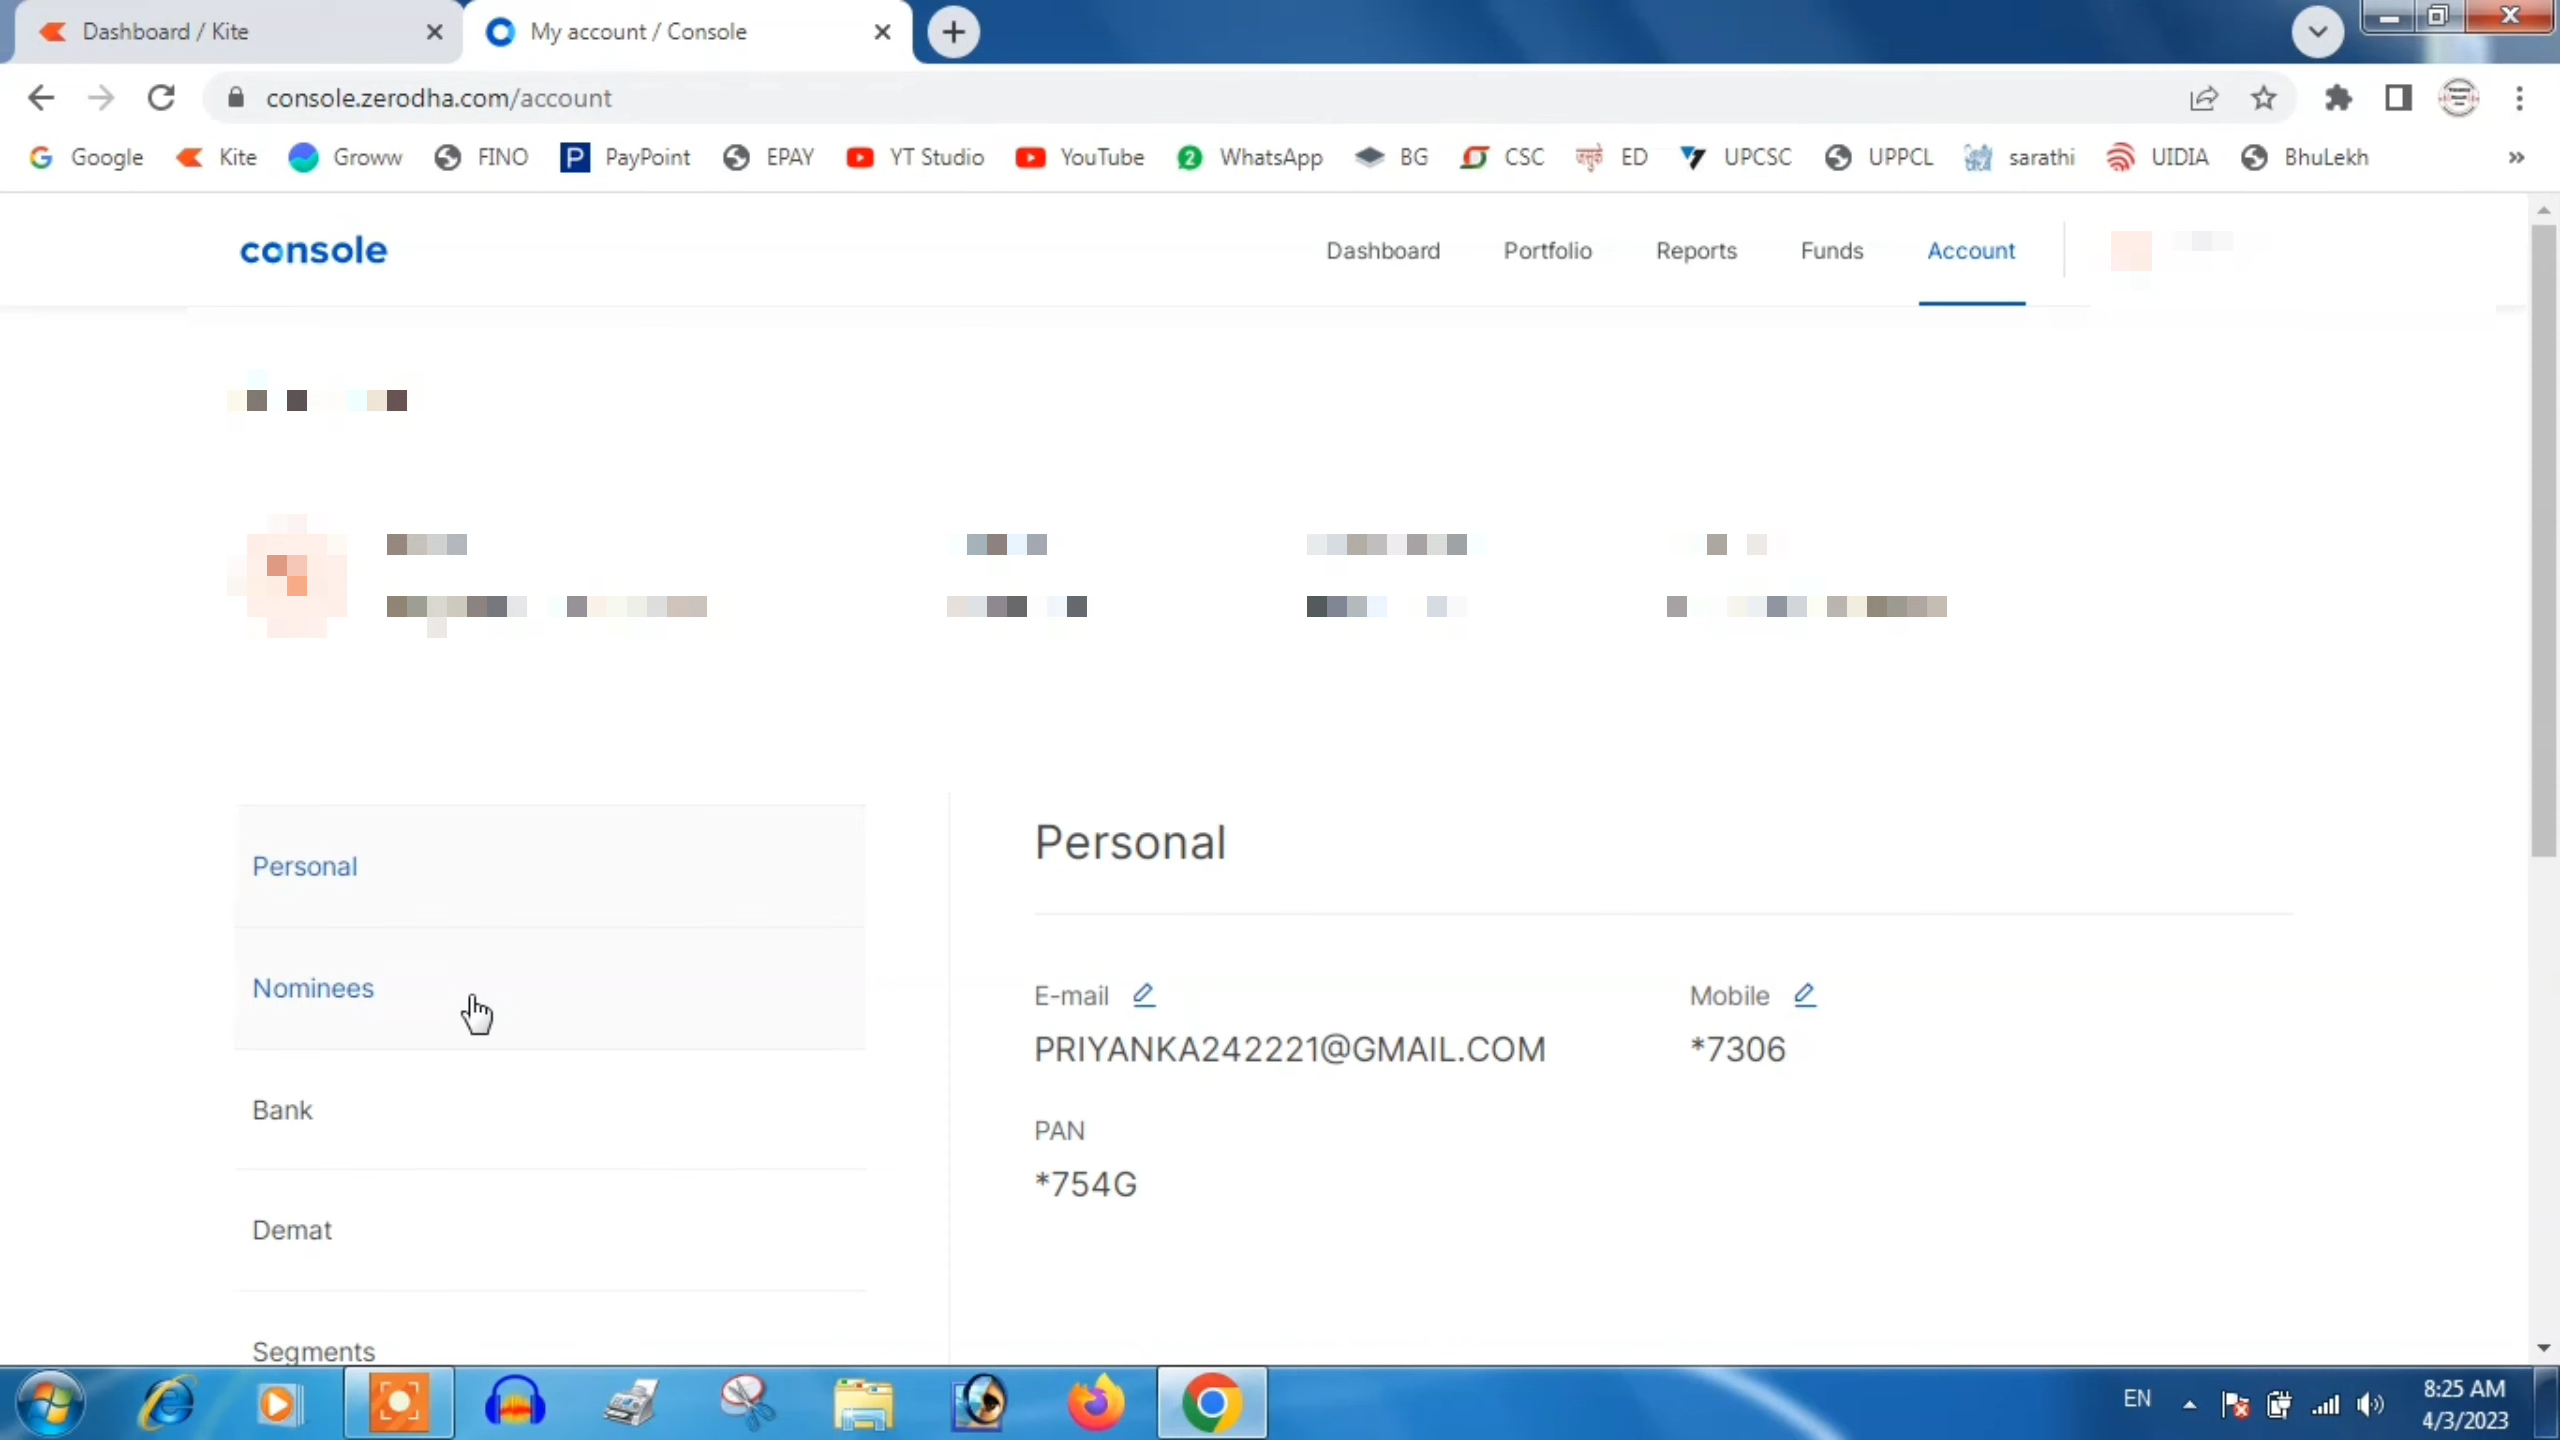 Dashboard / Kite
My account / Console
console.zerodha.com/account
Google Kite Groww FINO PayPoint EPAY YT Studio YouTube 2 WhatsApp BG CSC ED UPCSC UPPCL sarathi UIDIA BhuLekh »
console
Dashboard Portfolio Reports Funds Account
Personal
Nominees
Bank
Demat
Segments
Personal
E-mail Mobile
PRIYANKA242221@GMAIL.COM *7306
PAN
*754G
EN
8:25 AM
4/3/2023